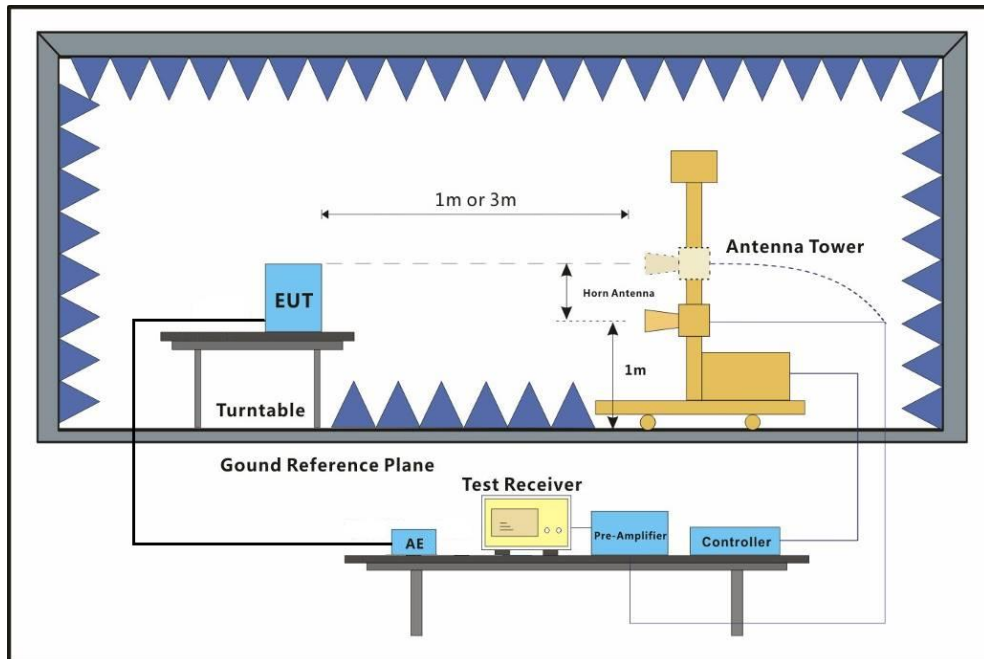 1m or 3m
Antenna Tower
EUT
Horn Antenna
1m
Turntable
Gound Reference Plane
Test Receiver
AE
Pre-Amplifier
Controller